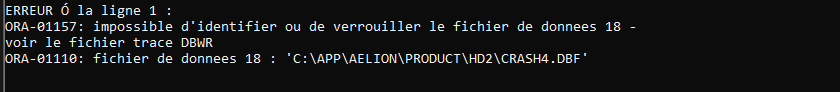 ERREUR Ó la ligne 1 :
ORA-01157: impossible d'identifier ou de verrouiller le fichier de donnees 18 -
voir le fichier trace DBWR
ORA-01110: fichier de donnees 18 : 'C:\APP\AELION\PRODUCT\HD2\CRASH4.DBF'